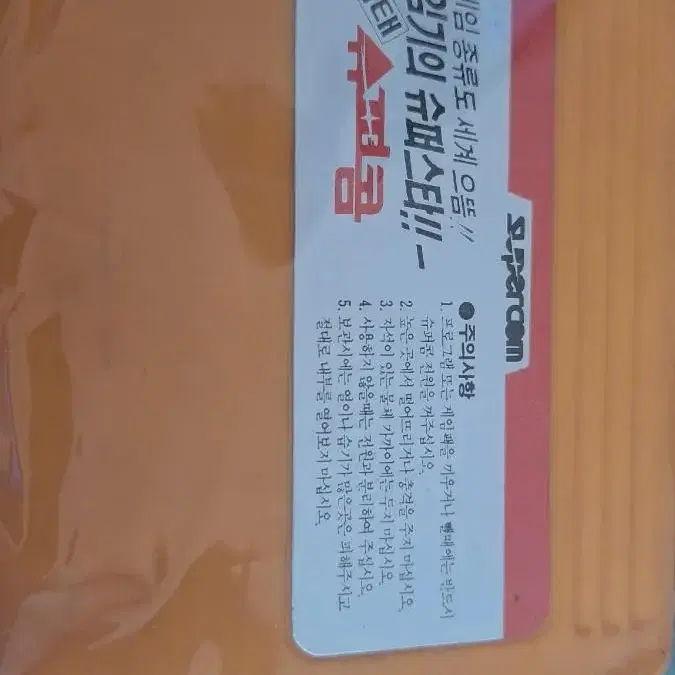 supercom
게임 종류도 세계 으뜸!!
임기의 슈퍼스타!! –
슈퍼콤
● 주의사항
1. 프로그램 또는 게임팩을 끼우거나 뺄때에는 반드시
슈퍼콤 전원을 꺼주십시오.
2. 높은 곳에서 떨어뜨리거나 충격을 주지 마십시오.
3. 자석이 있는 물체 가까이에는 두지 마십시오.
4. 사용하지 않을때는 전원과 분리하여 주십시오.
5. 보관시에는 열이나 습기가 많은곳은 피해주시고
절대로 내부를 열어보지 마십시오.